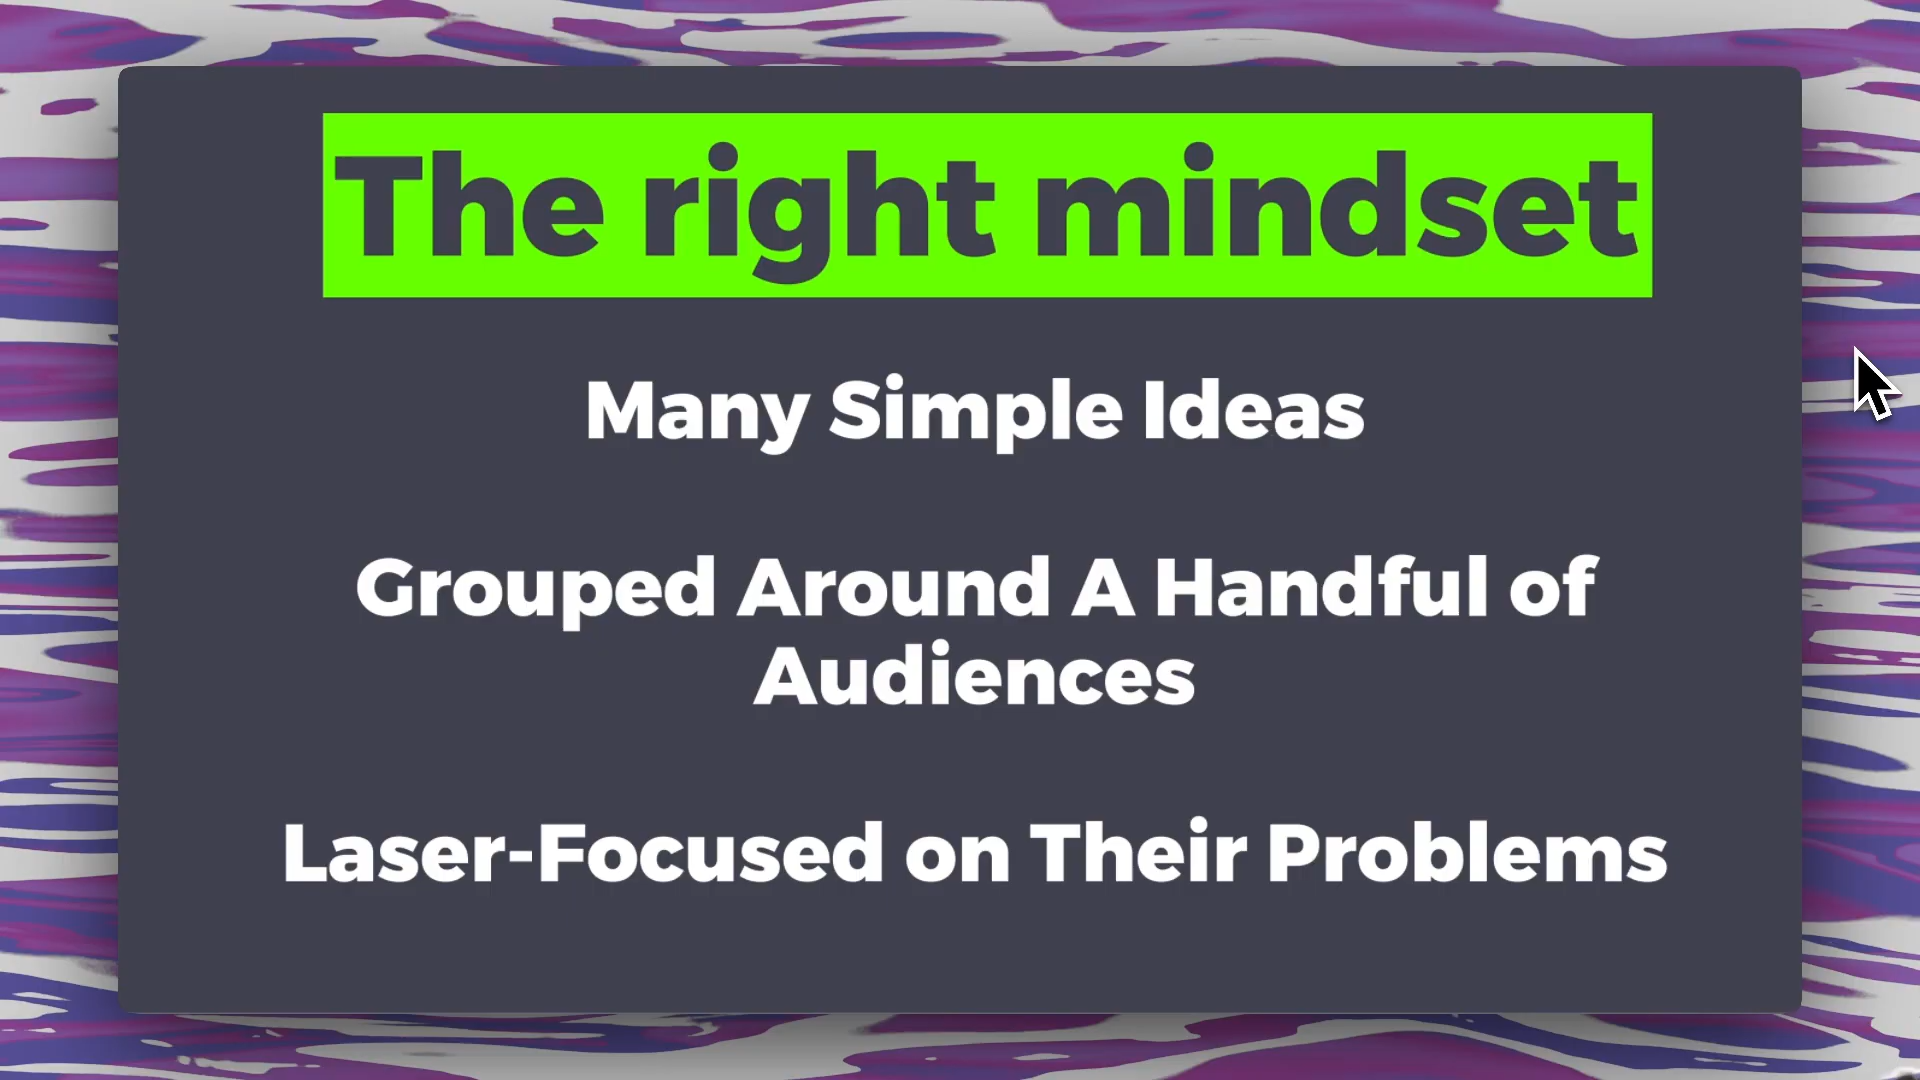 The right mindset
Many Simple Ideas
Grouped Around A Handful of
Audiences
Laser-Focused on Their Problems